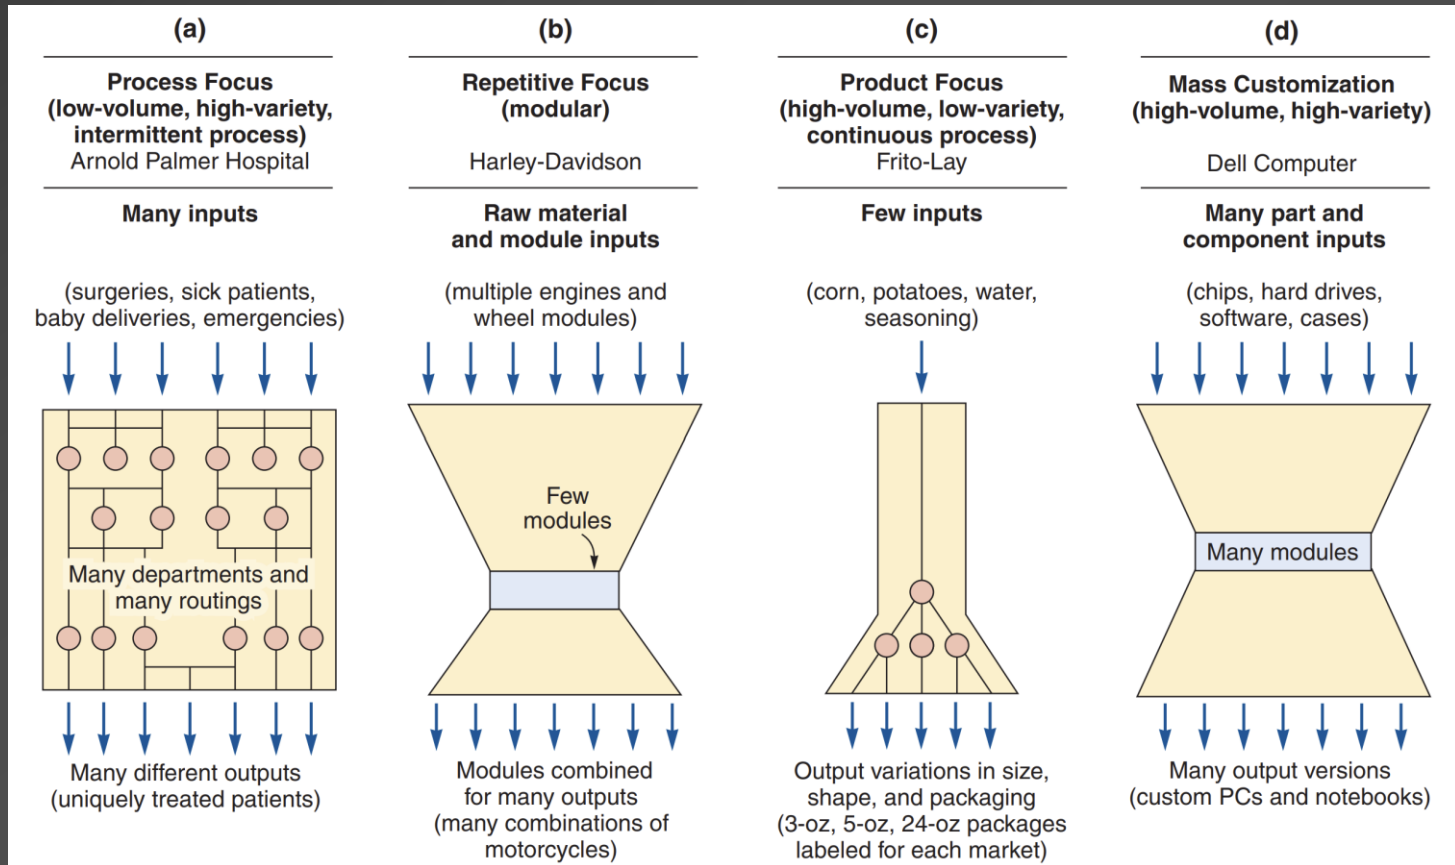 (a)
Process Focus
(low-volume, high-variety,
intermittent process)
Arnold Palmer Hospital
Many inputs
(surgeries, sick patients,
baby deliveries, emergencies)
Many departments and
many routings
Many different outputs
(uniquely treated patients)
(b)
Repetitive Focus
(modular)
Harley-Davidson
Raw material
and module inputs
(multiple engines and
wheel modules)
Few
modules
Modules combined
for many outputs
(many combinations of
motorcycles)
(c)
Product Focus
(high-volume, low-variety,
continuous process)
Frito-Lay
Few inputs
(corn, potatoes, water,
seasoning)
Output variations in size,
shape, and packaging
(3-oz, 5-oz, 24-oz packages
labeled for each market)
(d)
Mass Customization
(high-volume, high-variety)
Dell Computer
Many part and
component inputs
(chips, hard drives,
software, cases)
Many modules
Many output versions
(custom PCs and notebooks)